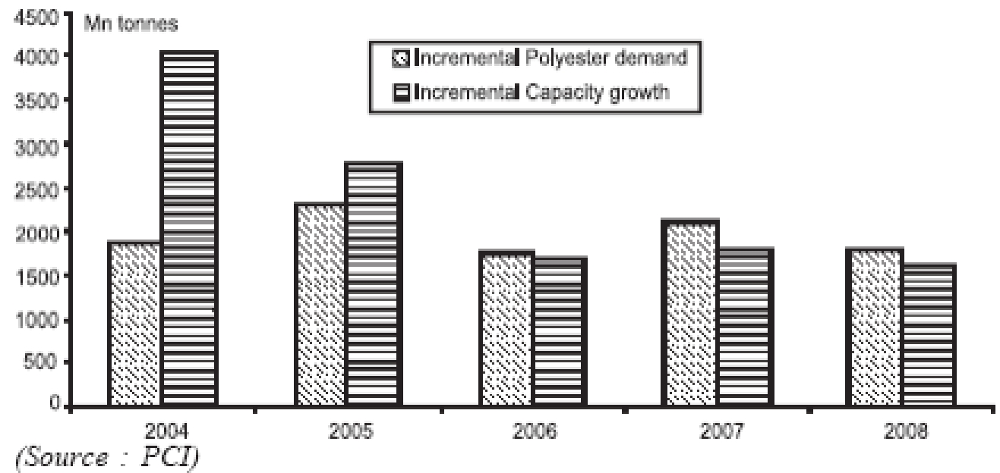 4500
Mn tonnes
4000
3500
3000
2500
2000
1500
1000
500
0
Incremental Polyester demand
Incremental Capacity growth
2004 2005 2006 2007 2008
(Source : PCI)